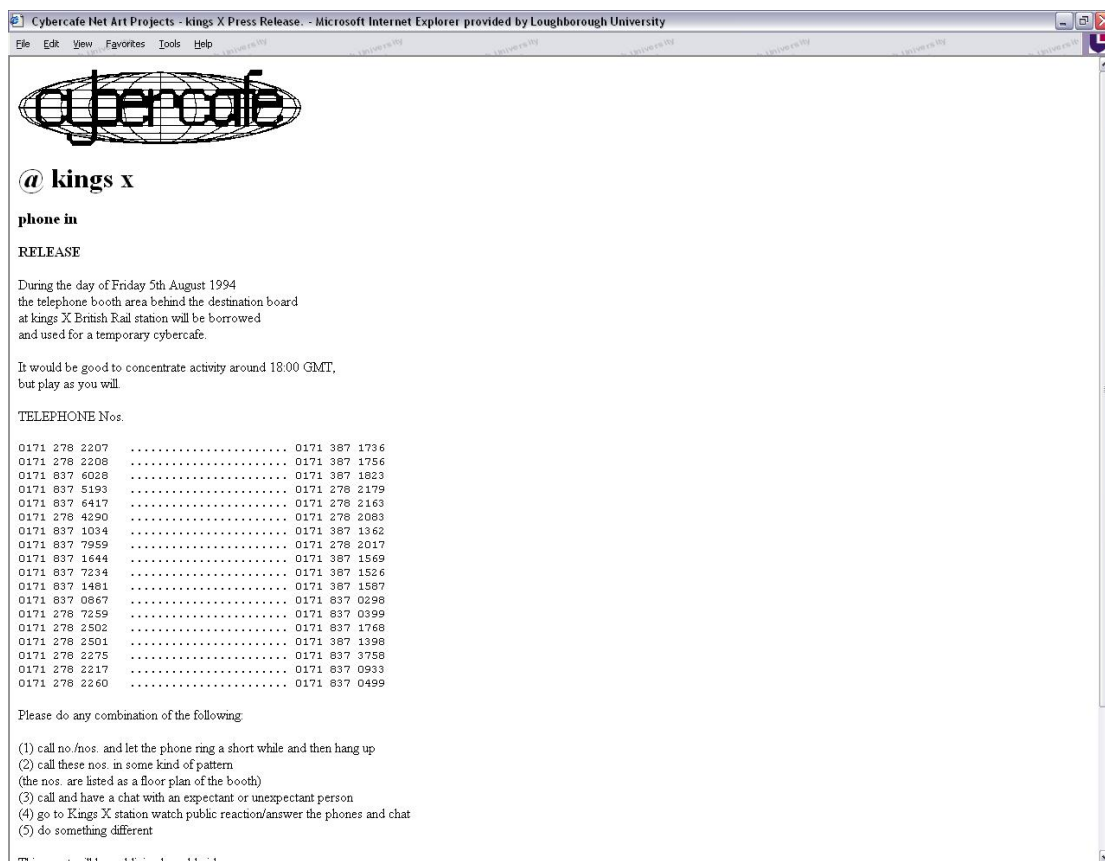 Cybercafe Net Art Projects - kings X Press Release. - Microsoft Internet Explorer provided by Loughborough University
File Edit View Favorites Tools Help
cybercafe
@ kings x
phone in
RELEASE
During the day of Friday 5th August 1994
the telephone booth area behind the destination board
at kings X British Rail station will be borrowed
and used for a temporary cybercafe.
It would be good to concentrate activity around 18:00 GMT,
but play as you will.
TELEPHONE Nos.
0171 278 2207 ....................... 0171 387 1736
0171 278 2208 ....................... 0171 387 1756
0171 837 6028 ....................... 0171 387 1823
0171 837 5193 ....................... 0171 278 2179
0171 837 6417 ....................... 0171 278 2163
0171 278 4290 ....................... 0171 278 2083
0171 837 1034 ....................... 0171 387 1362
0171 837 7959 ....................... 0171 278 2017
0171 837 1644 ....................... 0171 387 1569
0171 837 7234 ....................... 0171 387 1526
0171 837 1481 ....................... 0171 387 1587
0171 837 0867 ....................... 0171 837 0298
0171 278 7259 ....................... 0171 837 0399
0171 278 2502 ....................... 0171 837 1768
0171 278 2501 ....................... 0171 387 1398
0171 278 2275 ....................... 0171 837 3758
0171 278 2217 ....................... 0171 837 0933
0171 278 2260 ....................... 0171 837 0499
Please do any combination of the following:
(1) call no./nos. and let the phone ring a short while and then hang up
(2) call these nos. in some kind of pattern
(the nos. are listed as a floor plan of the booth)
(3) call and have a chat with an expectant or unexpectant person
(4) go to Kings X station watch public reaction/answer the phones and chat
(5) do something different